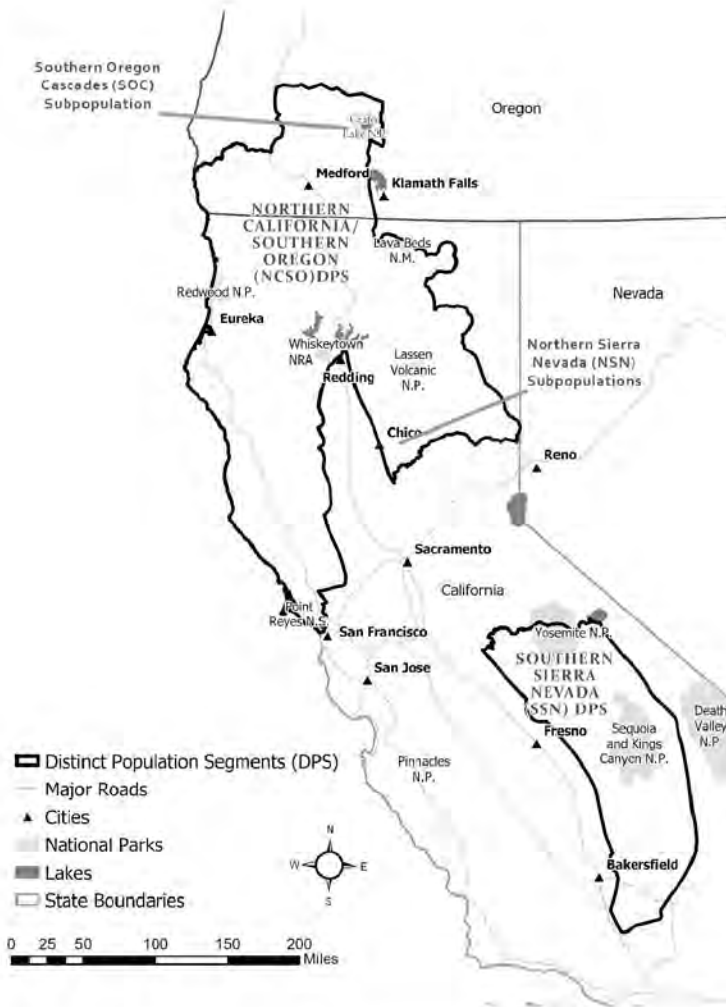 Southern Oregon
Cascades (SOC)
Subpopulation
Oregon
Crater
Lake N.P.
Medford
Klamath Falls
NORTHERN
CALIFORNIA/
SOUTHERN
OREGON
(NCSO)DPS
Lava Beds
N.M.
Redwood N.P.
Nevada
Eureka
Whiskeytown
NRA
Lassen
Volcanic
N.P.
Northern Sierra
Nevada (NSN)
Subpopulations
Redding
Chico
Reno
Sacramento
California
Point
Reyes N.S.
San Francisco
Yosemite N.P.
San Jose
SOUTHERN
SIERRA
NEVADA
(SSN) DPS
Death
Valley
N.P
Fresno
Sequoia
and Kings
Canyon N.P.
Pinnacles
N.P.
Distinct Population Segments (DPS)
Major Roads
Cities
National Parks
Lakes
State Boundaries
N
W
E
S
Bakersfield
0 25 50 100 150 200
Miles